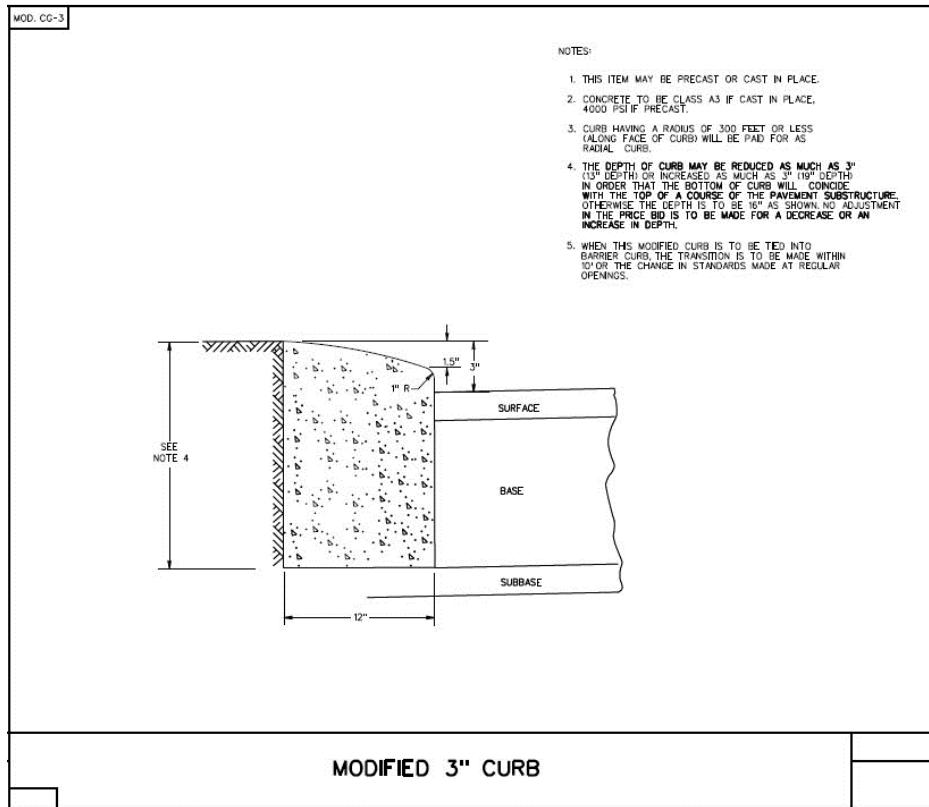 MOD. CG-3
NOTES:
1. THIS ITEM MAY BE PRECAST OR CAST IN PLACE.
2. CONCRETE TO BE CLASS A3 IF CAST IN PLACE,
4000 PSI IF PRECAST.
3. CURB HAVING A RADIUS OF 300 FEET OR LESS
(ALONG FACE OF CURB) WILL BE PAID FOR AS
RADIAL CURB.
4. THE DEPTH OF CURB MAY BE REDUCED AS MUCH AS 3"
(13" DEPTH) OR INCREASED AS MUCH AS 3" (19" DEPTH)
IN ORDER THAT THE BOTTOM OF CURB WILL COINCIDE
WITH THE TOP OF A COURSE OF THE PAVEMENT SUBSTRUCTURE.
OTHERWISE THE DEPTH IS TO BE 16" AS SHOWN. NO ADJUSTMENT
IN THE PRICE BID IS TO BE MADE FOR A DECREASE OR AN
INCREASE IN DEPTH.
5. WHEN THIS MODIFIED CURB IS TO BE TIED INTO
BARRIER CURB, THE TRANSITION IS TO BE MADE WITHIN
10' OR THE CHANGE IN STANDARDS MADE AT REGULAR
OPENINGS.
1.5"
3"
1" R
SURFACE
SEE
NOTE 4
BASE
SUBBASE
12"
MODIFIED 3" CURB